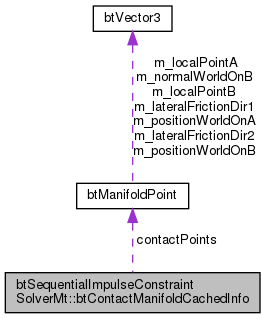 btVector3
m_localPointA
m_normalWorldOnB
m_localPointB
m_lateralFrictionDir1
m_positionWorldOnA
m_lateralFrictionDir2
m_positionWorldOnB
btManifoldPoint
contactPoints
btSequentialImpulseConstraint
SolverMt::btContactManifoldCachedInfo